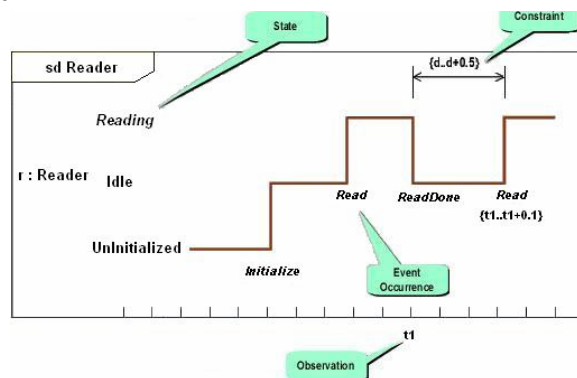 State
Constraint
sd Reader
{d..d+0.5}
Reading
r : Reader
Idle
Read
ReadDone
Read
{t1..t1+0.1}
UnInitialized
Initialize
Event
Occurrence
t1
Observation